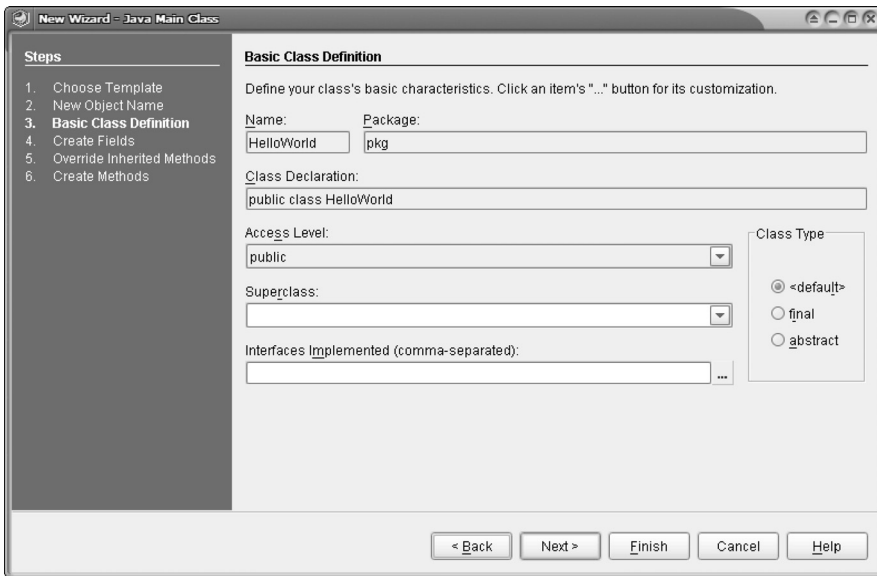 New Wizard - Java Main Class
Steps
1. Choose Template
2. New Object Name
3. Basic Class Definition
4. Create Fields
5. Override Inherited Methods
6. Create Methods
Basic Class Definition
Define your class's basic characteristics. Click an item's "..." button for its customization.
Name: Package:
HelloWorld pkg
Class Declaration:
public class HelloWorld
Access Level:
public
Superclass:
Interfaces Implemented (comma-separated):
...
Class Type
<default>
final
abstract
< Back Next > Finish Cancel Help